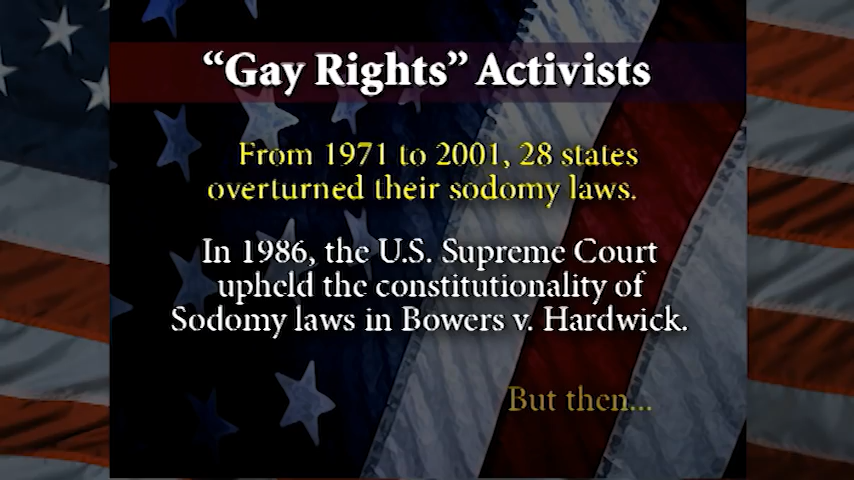 “Gay Rights” Activists
From 1971 to 2001, 28 states
overturned their sodomy laws.
In 1986, the U.S. Supreme Court
upheld the constitutionality of
Sodomy laws in Bowers v. Hardwick.
But then...